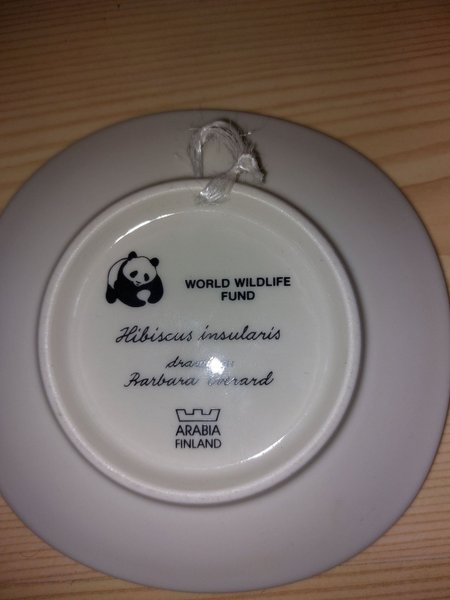 WORLD WILDLIFE
FUND
Hibiscus insularis
Barbara Everard
ARABIA
FINLAND